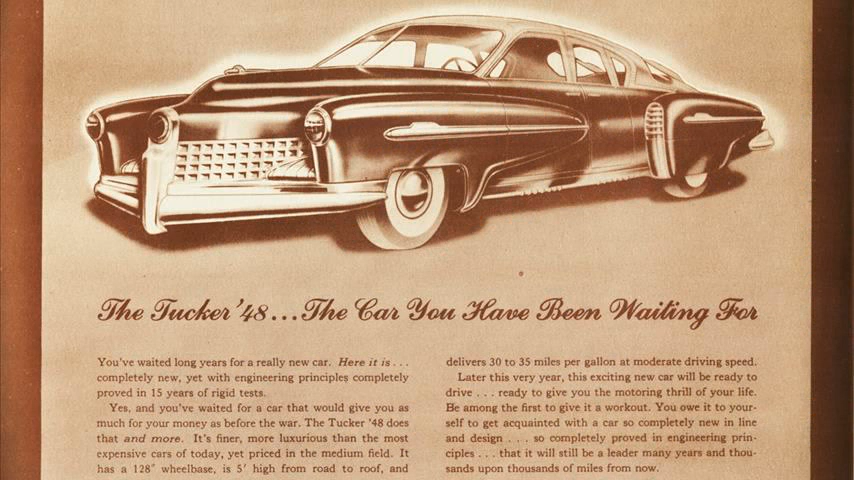 The Tucker '48...The Car You Have Been Waiting For
You've waited long years for a really new car. Here it is . . .
completely new, yet with engineering principles completely
proved in 15 years of rigid tests.
Yes, and you've waited for a car that would give you as
much for your money as before the war. The Tucker '48 does
that and more. It's finer, more luxurious than the most
expensive cars of today, yet priced in the medium field. It
has a 128" wheelbase, is 5' high from road to roof, and
delivers 30 to 35 miles per gallon at moderate driving speed.
Later this very year, this exciting new car will be ready to
drive . . . ready to give you the motoring thrill of your life.
Be among the first to give it a workout. You owe it to your-
self to get acquainted with a car so completely new in line
and design . . . so completely proved in engineering prin-
ciples . . . that it will still be a leader many years and thou-
sands upon thousands of miles from now.